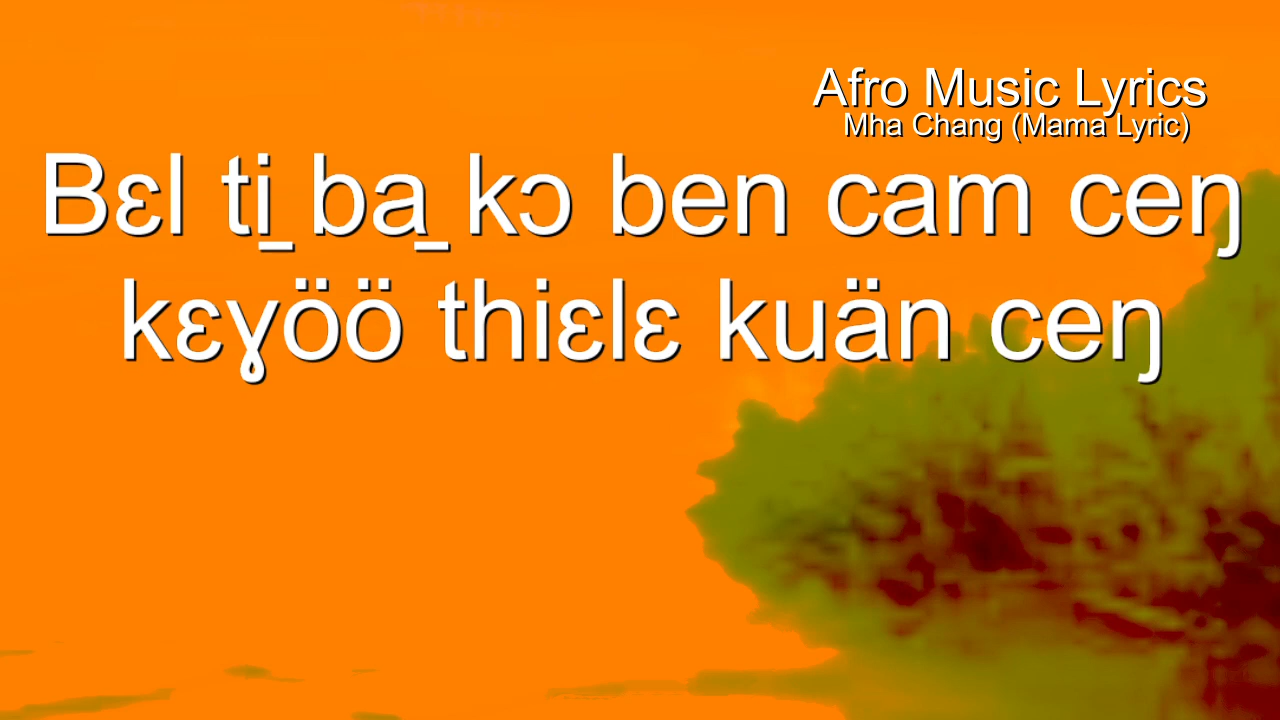 Afro Music Lyrics
Mha Chang (Mama Lyric)
Bɛl ti̱ ba̱ kɔ ben cam ceŋ
kɛɣöö thiɛlɛ kuän ceŋ